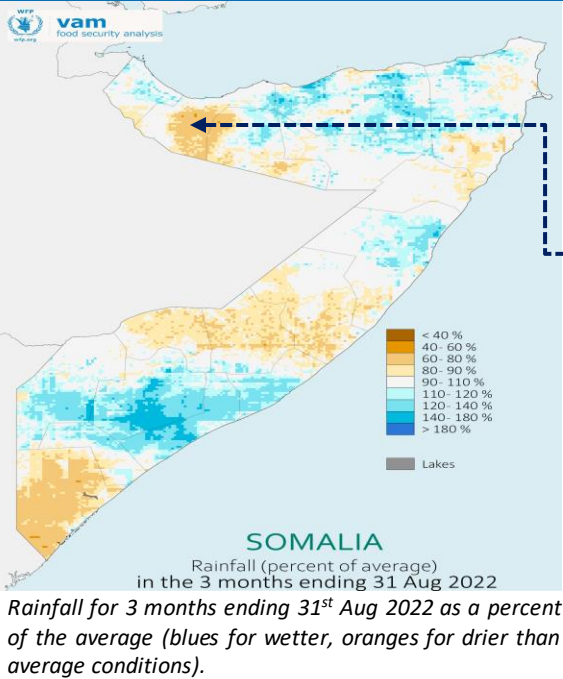 WFP
wfp.org
vam
food security analysis
< 40 %
40- 60 %
60- 80 %
80- 90 %
90- 110 %
110- 120 %
120- 140 %
140- 180 %
> 180 %
Lakes
SOMALIA
Rainfall (percent of average)
in the 3 months ending 31 Aug 2022
Rainfall for 3 months ending 31st Aug 2022 as a percent
of the average (blues for wetter, oranges for drier than
average conditions).